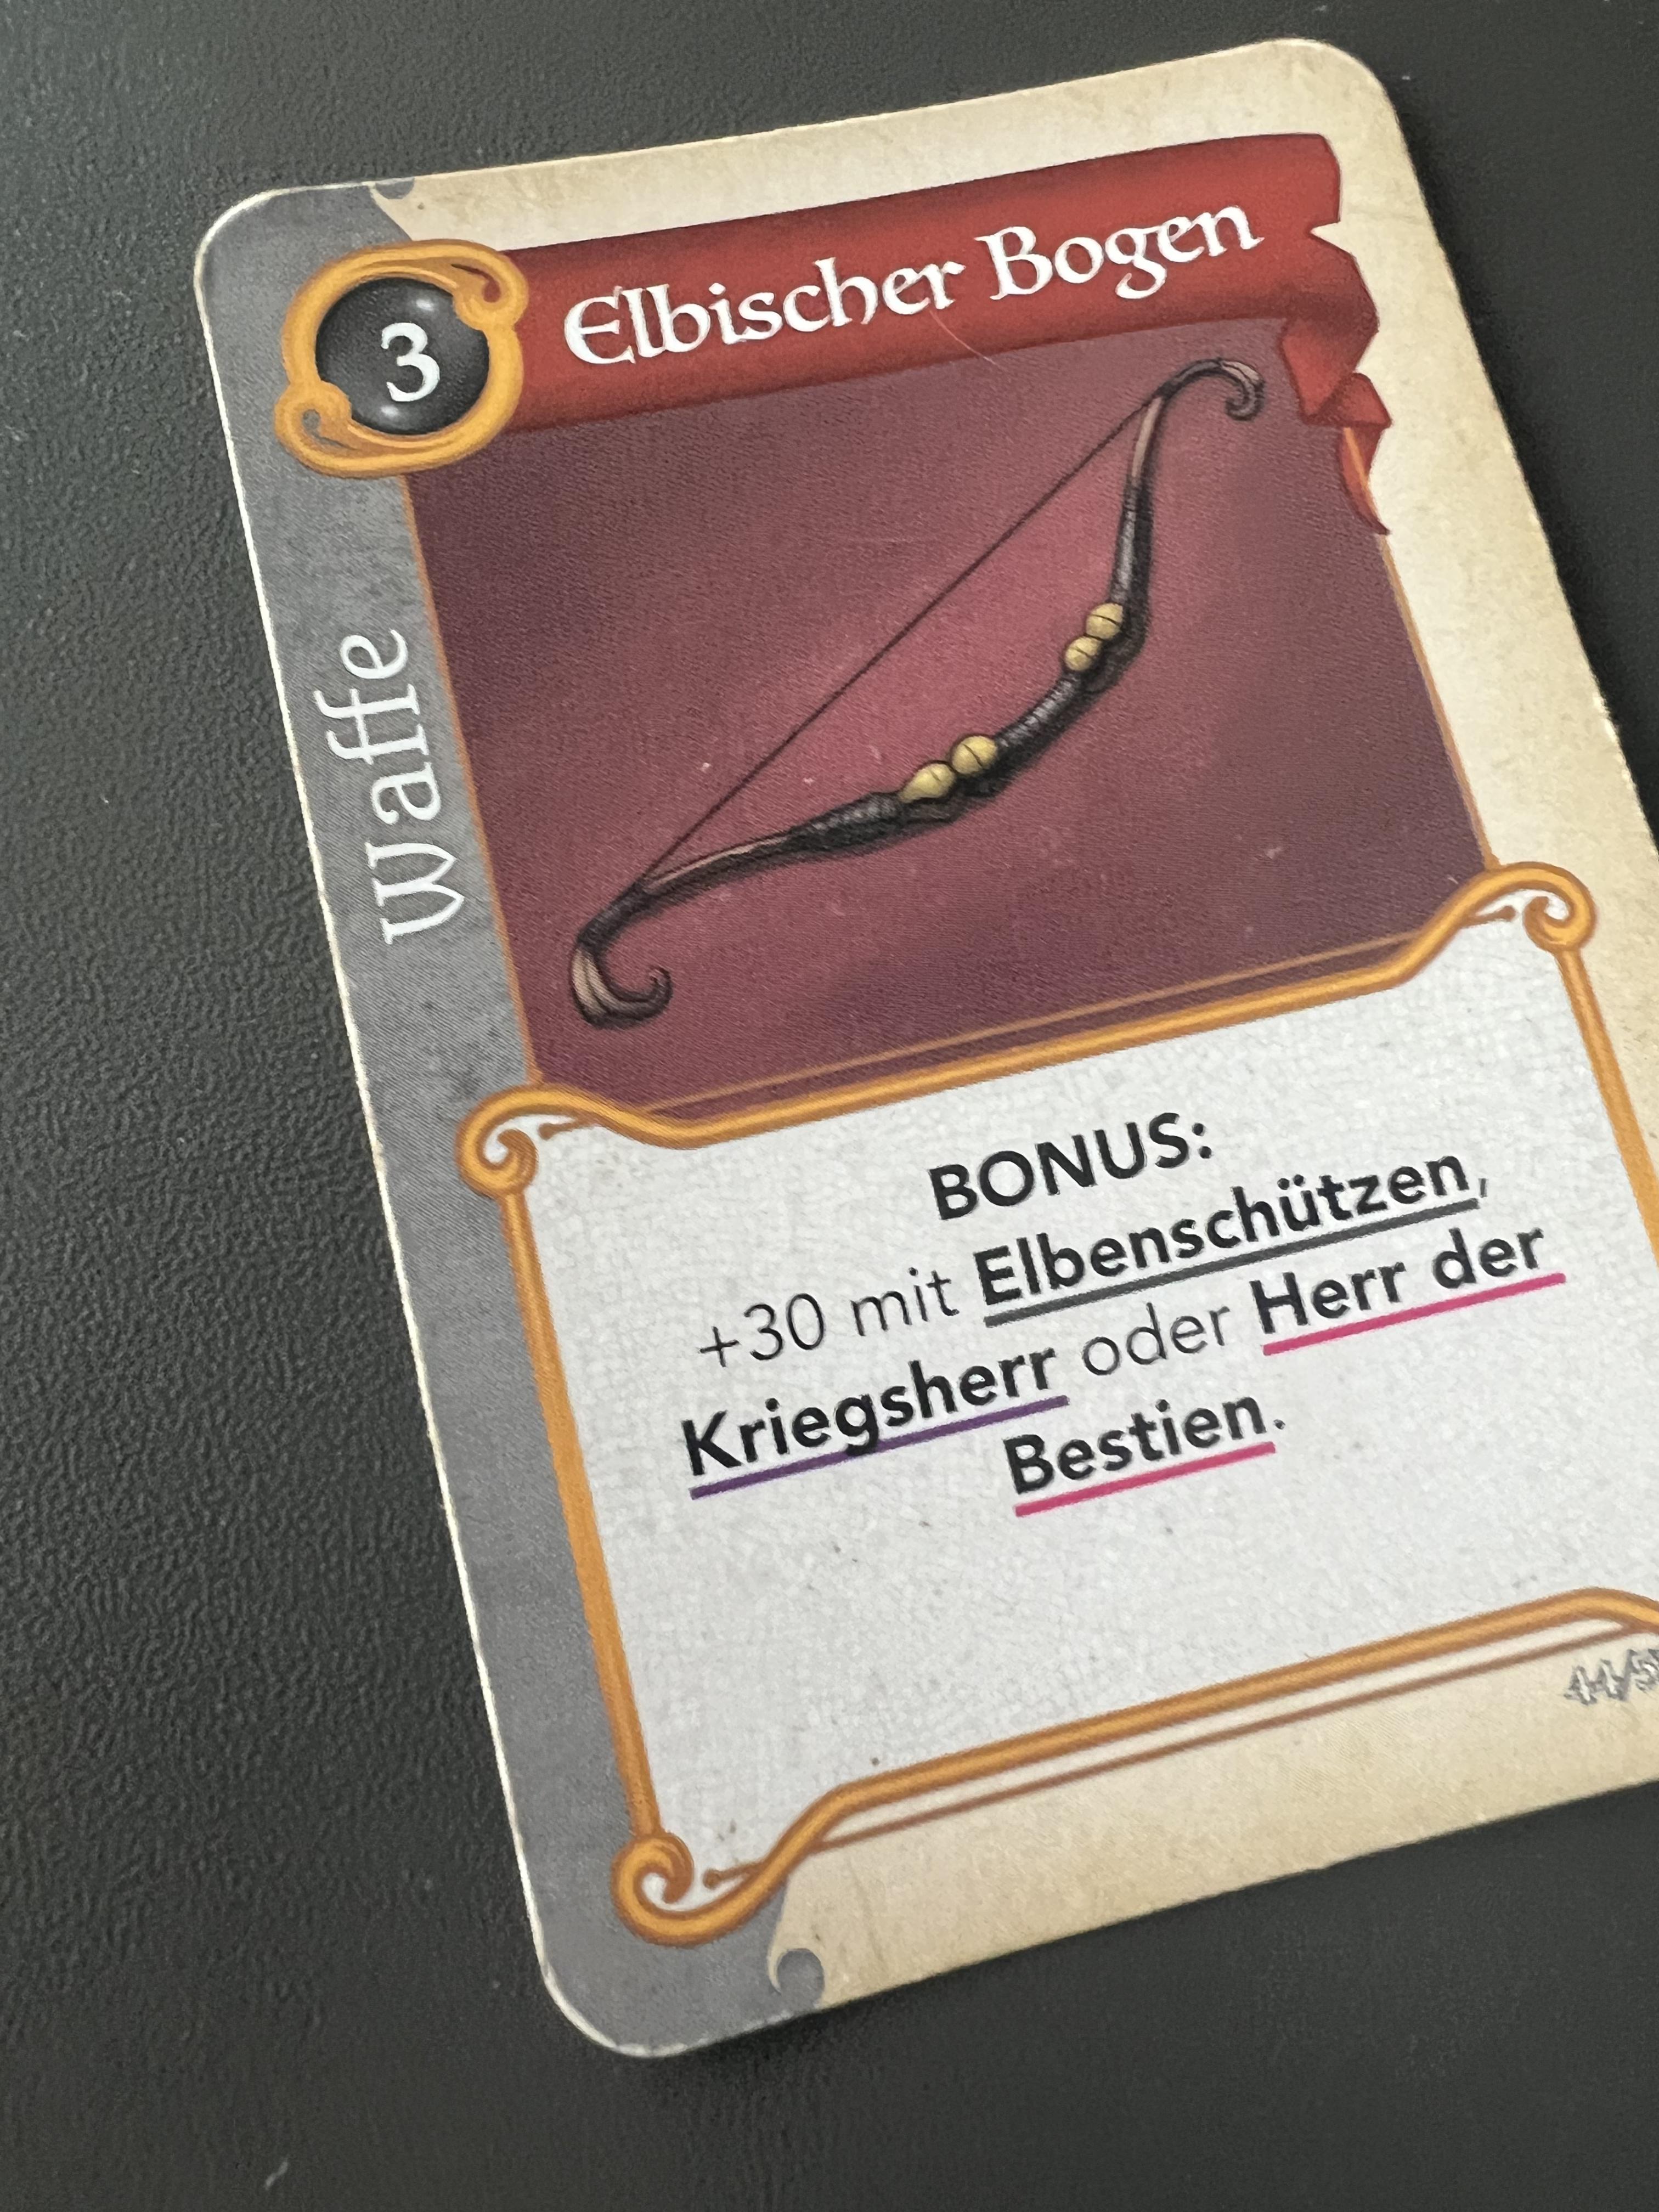 3
Elbischer Bogen
Waffe
BONUS:
+30 mit Elbenschützen,
Kriegsherr oder Herr der
Bestien.